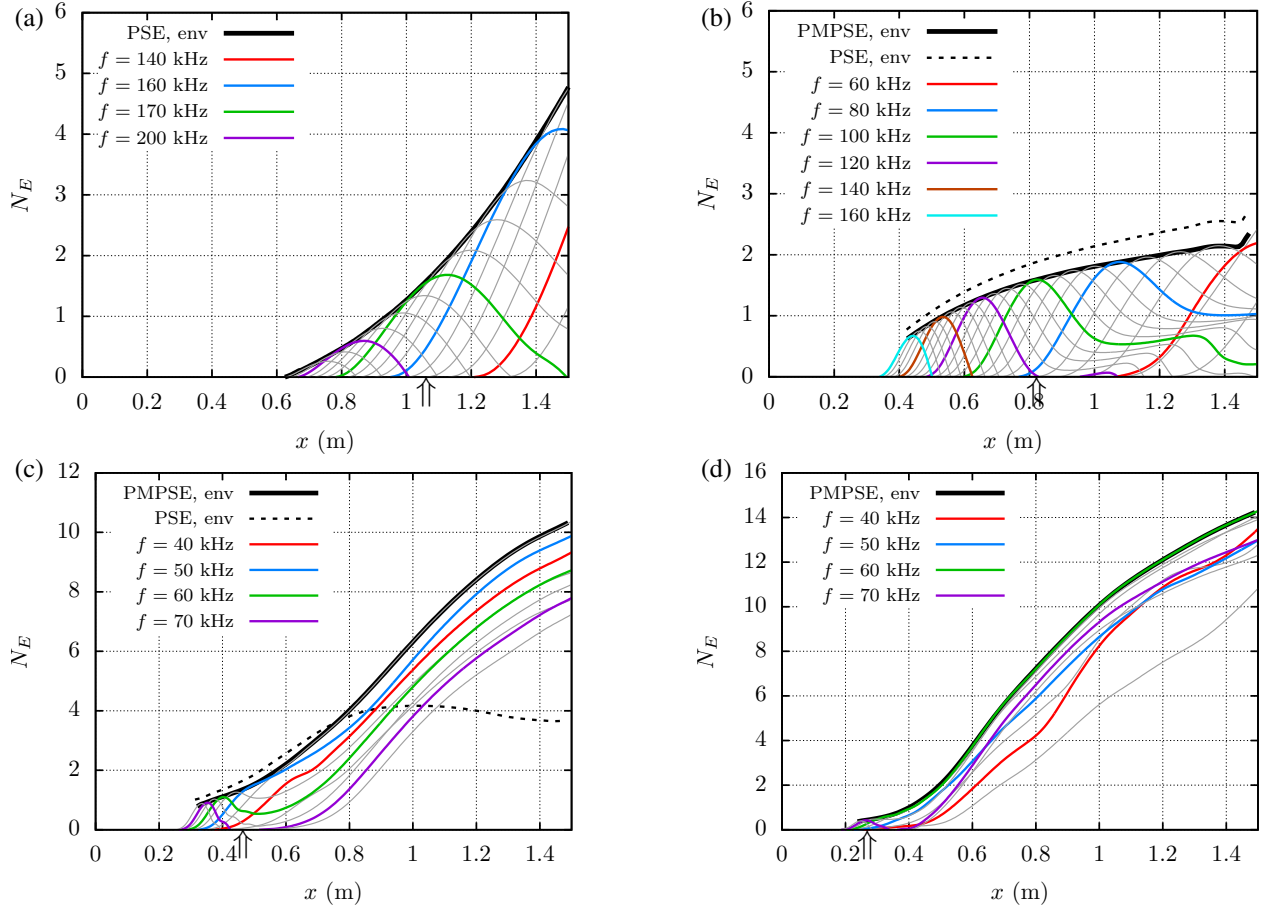 (a)
PSE, env
f = 140 kHz
f = 160 kHz
f = 170 kHz
f = 200 kHz
N_E
0
1
2
3
4
5
6
0 0.2 0.4 0.6 0.8 1 1.2 1.4
x (m)
(b)
PMPSE, env
PSE, env
f = 60 kHz
f = 80 kHz
f = 100 kHz
f = 120 kHz
f = 140 kHz
f = 160 kHz
N_E
0
1
2
3
4
5
6
0 0.2 0.4 0.6 0.8 1 1.2 1.4
x (m)
(c)
PMPSE, env
PSE, env
f = 40 kHz
f = 50 kHz
f = 60 kHz
f = 70 kHz
N_E
0
2
4
6
8
10
12
0 0.2 0.4 0.6 0.8 1 1.2 1.4
x (m)
(d)
PMPSE, env
f = 40 kHz
f = 50 kHz
f = 60 kHz
f = 70 kHz
N_E
0
2
4
6
8
10
12
14
16
0 0.2 0.4 0.6 0.8 1 1.2 1.4
x (m)